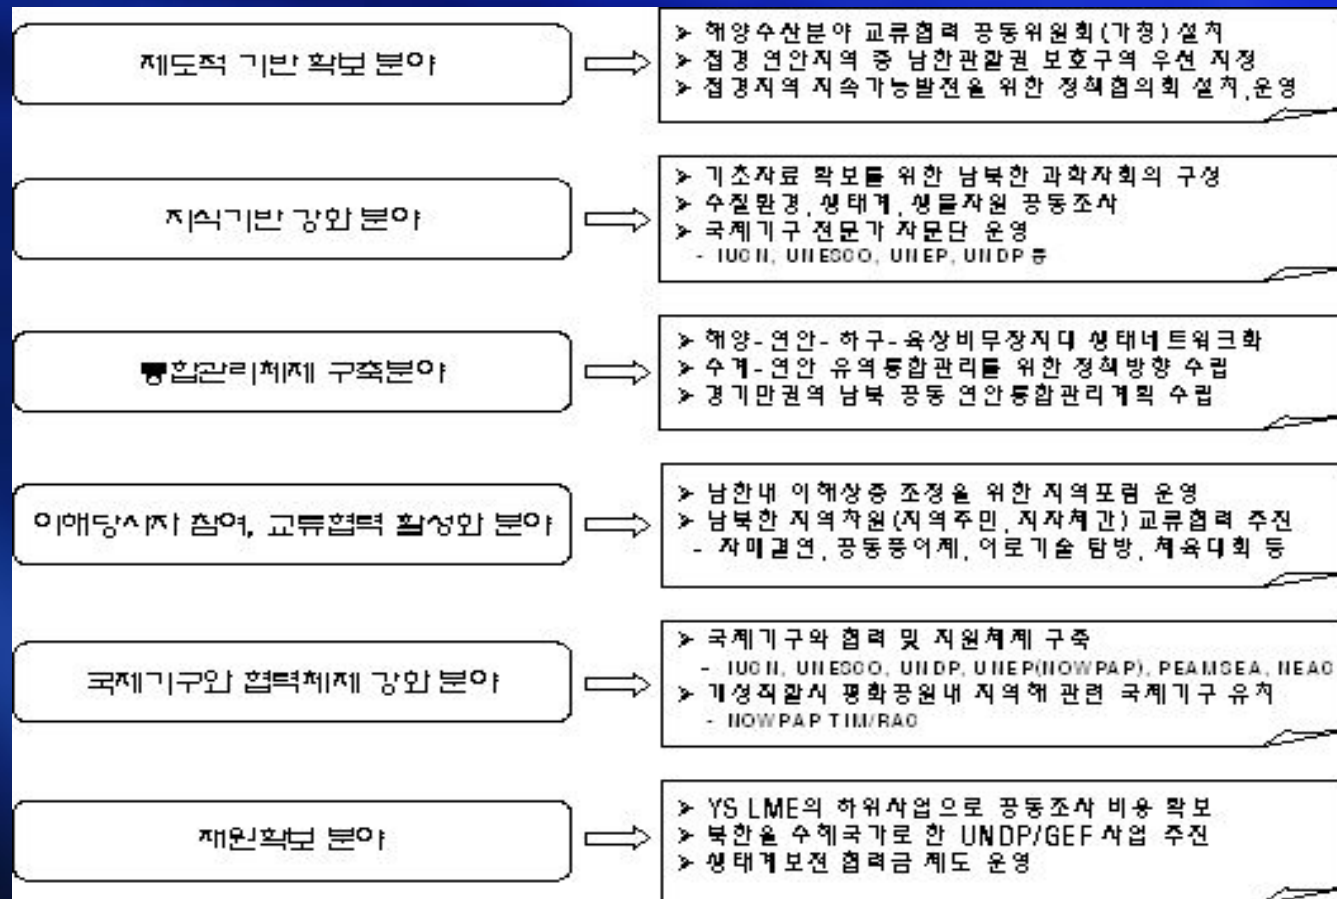 제도적 기반 확보 분야
➢ 해양수산분야 교류협력 공동위원회(가칭) 설치
➢ 접경 연안지역 중 남한관할권 보호구역 우선 지정
➢ 접경지역 지속가능발전을 위한 정책협의회 설치,운영
지식기반 강화 분야
➢ 기초자료 확보를 위한 남북한 과학자회의 구성
➢ 수질환경, 생태계, 생물자원 공동조사
➢ 국제기구 전문가 자문단 운영
- IUCN, UNESCO, UNEP, UNDP 등
통합관리체제 구축분야
➢ 해양-연안-하구-육상비무장지대 생태네트워크화
➢ 수계-연안 유역통합관리를 위한 정책방향 수립
➢ 경기만권역 남북 공동 연안통합관리계획 수립
이해당사자 참여, 교류협력 활성화 분야
➢ 남한내 이해상충 조정을 위한 지역포럼 운영
➢ 남북한 지역차원(지역주민, 지자체간) 교류협력 추진
- 자매결연, 공동풍어제, 어로기술 탐방, 체육대회 등
국제기구와 협력체제 강화 분야
➢ 국제기구와 협력 및 지원체제 구축
- IUCN, UNESCO, UNDP, UNEP(NOWPAP), PEAMSEA, NEAC
➢ 개성직할시 평화공원내 지역해 관련 국제기구 유치
- NOWPAP TIM/RAC
재원확보 분야
➢ YS LME의 하위사업으로 공동조사 비용 확보
➢ 북한을 수혜국가로 한 UNDP/GEF 사업 추진
➢ 생태계보전 협력금 제도 운영